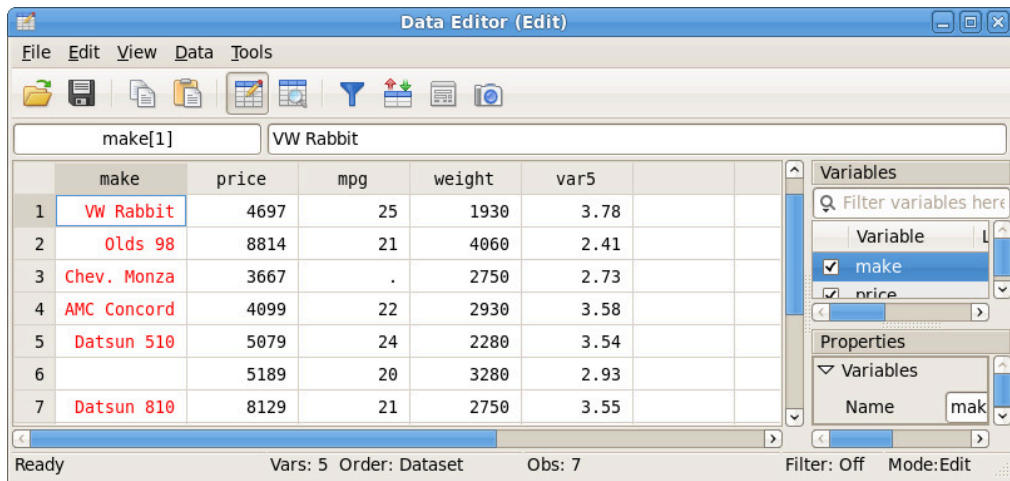 Data Editor (Edit)
File Edit View Data Tools
make[1] VW Rabbit
make price mpg weight var5
1 VW Rabbit 4697 25 1930 3.78
2 Olds 98 8814 21 4060 2.41
3 Chev. Monza 3667 . 2750 2.73
4 AMC Concord 4099 22 2930 3.58
5 Datsun 510 5079 24 2280 3.54
6 5189 20 3280 2.93
7 Datsun 810 8129 21 2750 3.55
Variables
Filter variables here
Variable L
make
price
Properties
Variables
Name mak
Ready Vars: 5 Order: Dataset Obs: 7 Filter: Off Mode:Edit